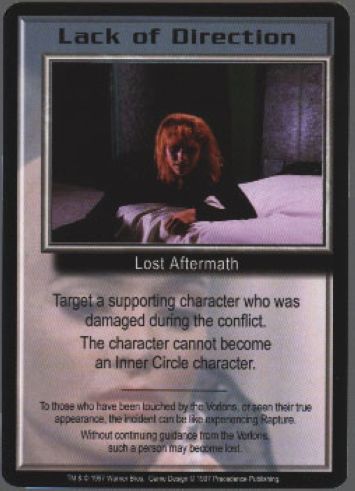 Lack of Direction
Lost Aftermath
Target a supporting character who was
damaged during the conflict.
The character cannot become
an Inner Circle character.
To those who have been touched by the Vorlons, or seen their true
appearance, the incident can be like experiencing Rapture.
Without continuing guidance from the Vorlons,
such a person may become lost.
TM & © 1997 Warner Bros. Game Design © 1997 Precedence Publishing.